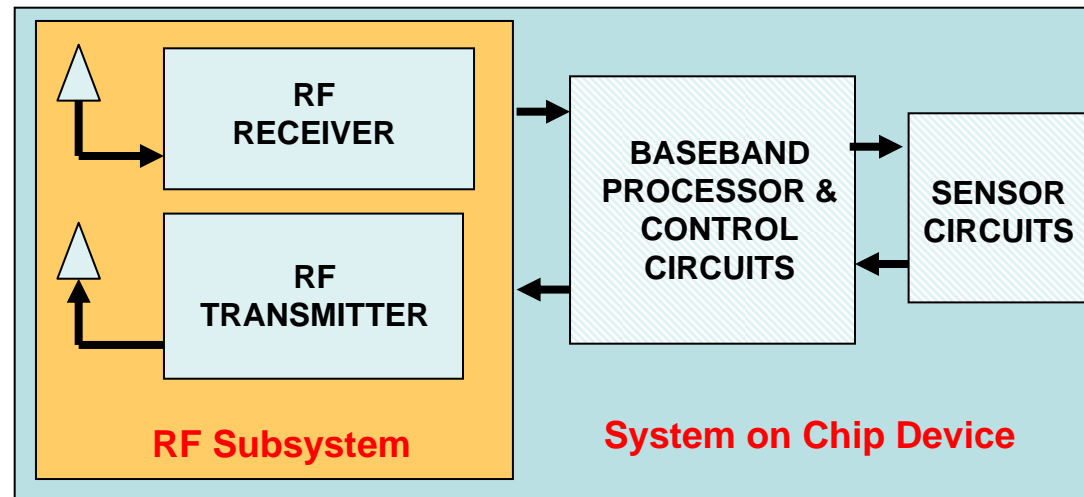 RF
RECEIVER
RF
TRANSMITTER
RF Subsystem
BASEBAND
PROCESSOR &
CONTROL
CIRCUITS
SENSOR
CIRCUITS
System on Chip Device